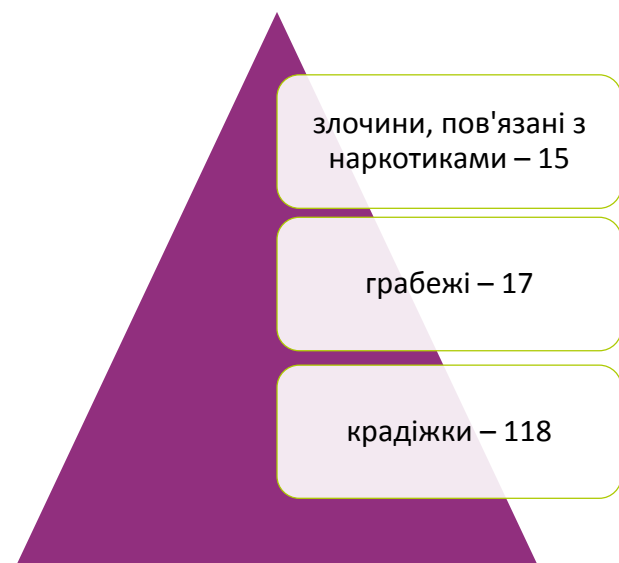 злочини, пов'язані з
наркотиками – 15
грабежі – 17
крадіжки – 118